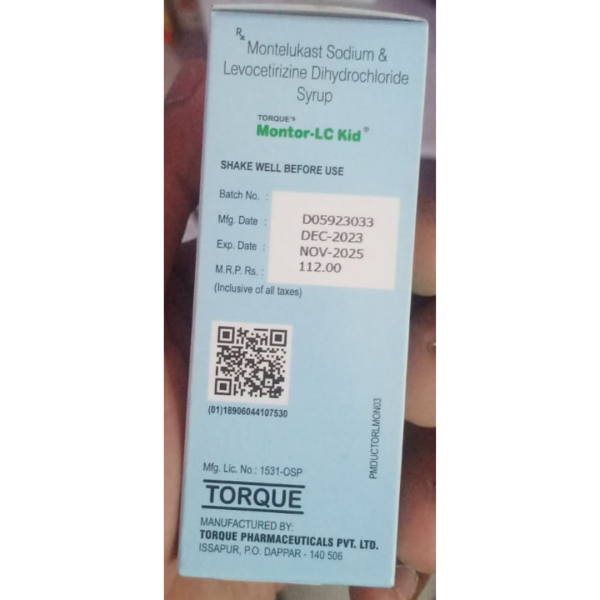 Rx
Montelukast Sodium &
Levocetirizine Dihydrochloride
Syrup
TORQUE'S
Montor-LC Kid®
SHAKE WELL BEFORE USE
Batch No. : D05923033
Mfg. Date : DEC-2023
Exp. Date : NOV-2025
M.R.P. Rs. : 112.00
(Inclusive of all taxes)
(01)18906044107530
PMDUCTORLMON03
Mfg. Lic. No.: 1531-OSP
TORQUE
MANUFACTURED BY:
TORQUE PHARMACEUTICALS PVT. LTD.
ISSAPUR, P.O. DAPPAR - 140 506